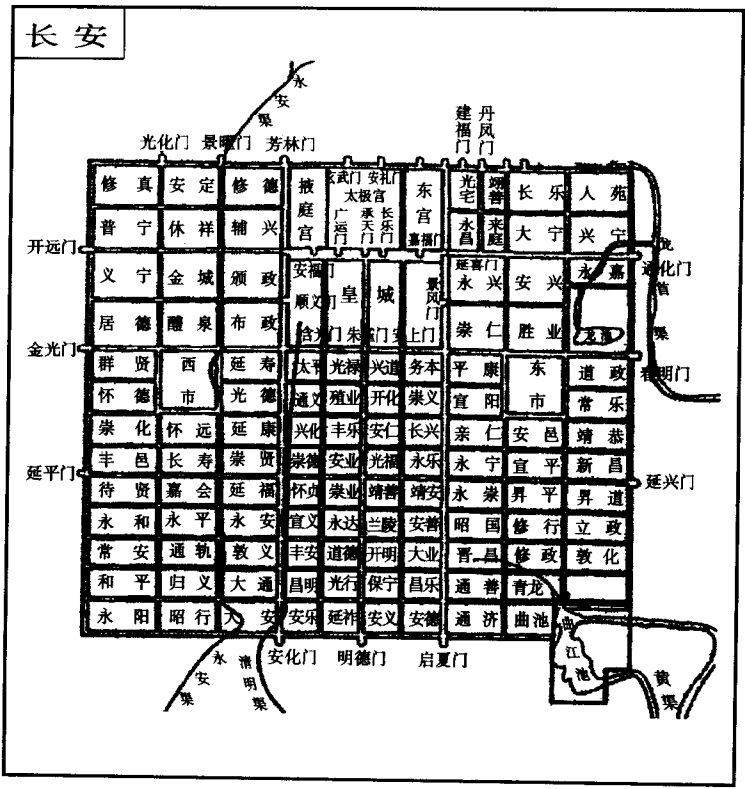 长安
永安渠
建福门 丹凤门
光化门 景曜门 芳林门
修真 安定 修德 掖庭宫 玄武门 安礼门 太极宫 东宫 光宅 翊善 长乐 人苑
普宁 休祥 辅兴 广运门 承天门 长乐门 嘉福门 永昌 来庭 大宁 兴宁
开远门 通化门
义宁 金城 颁政 安福门 顺义门 皇城 景风门 延喜门 永兴 安兴 永嘉
龙首渠
居德 醴泉 布政 含光门 朱雀门 安上门 崇仁 胜业 龙池
金光门 春明门
群贤 西市 延寿 太平 光禄 兴道 务本 平康 东市 道政
怀德 光德 通义 殖业 开化 崇义 宣阳 常乐
崇化 怀远 延康 兴化 丰乐 安仁 长兴 亲仁 安邑 靖恭
丰邑 长寿 崇贤 崇德 安业 光福 永乐 永宁 宣平 新昌
延平门 延兴门
待贤 嘉会 延福 怀贞 崇业 靖善 靖安 永崇 昇平 昇道
永和 永平 永安 宣义 永达 兰陵 安善 昭国 修行 立政
常安 通轨 敦义 丰安 道德 开明 大业 晋昌 修政 敦化
和平 归义 大通 昌明 光行 保宁 昌乐 通善 青龙
永阳 昭行 大安 安乐 延祚 安义 安德 通济 曲池 曲江池
安化门 明德门 启夏门
永安渠 清明渠 黄渠